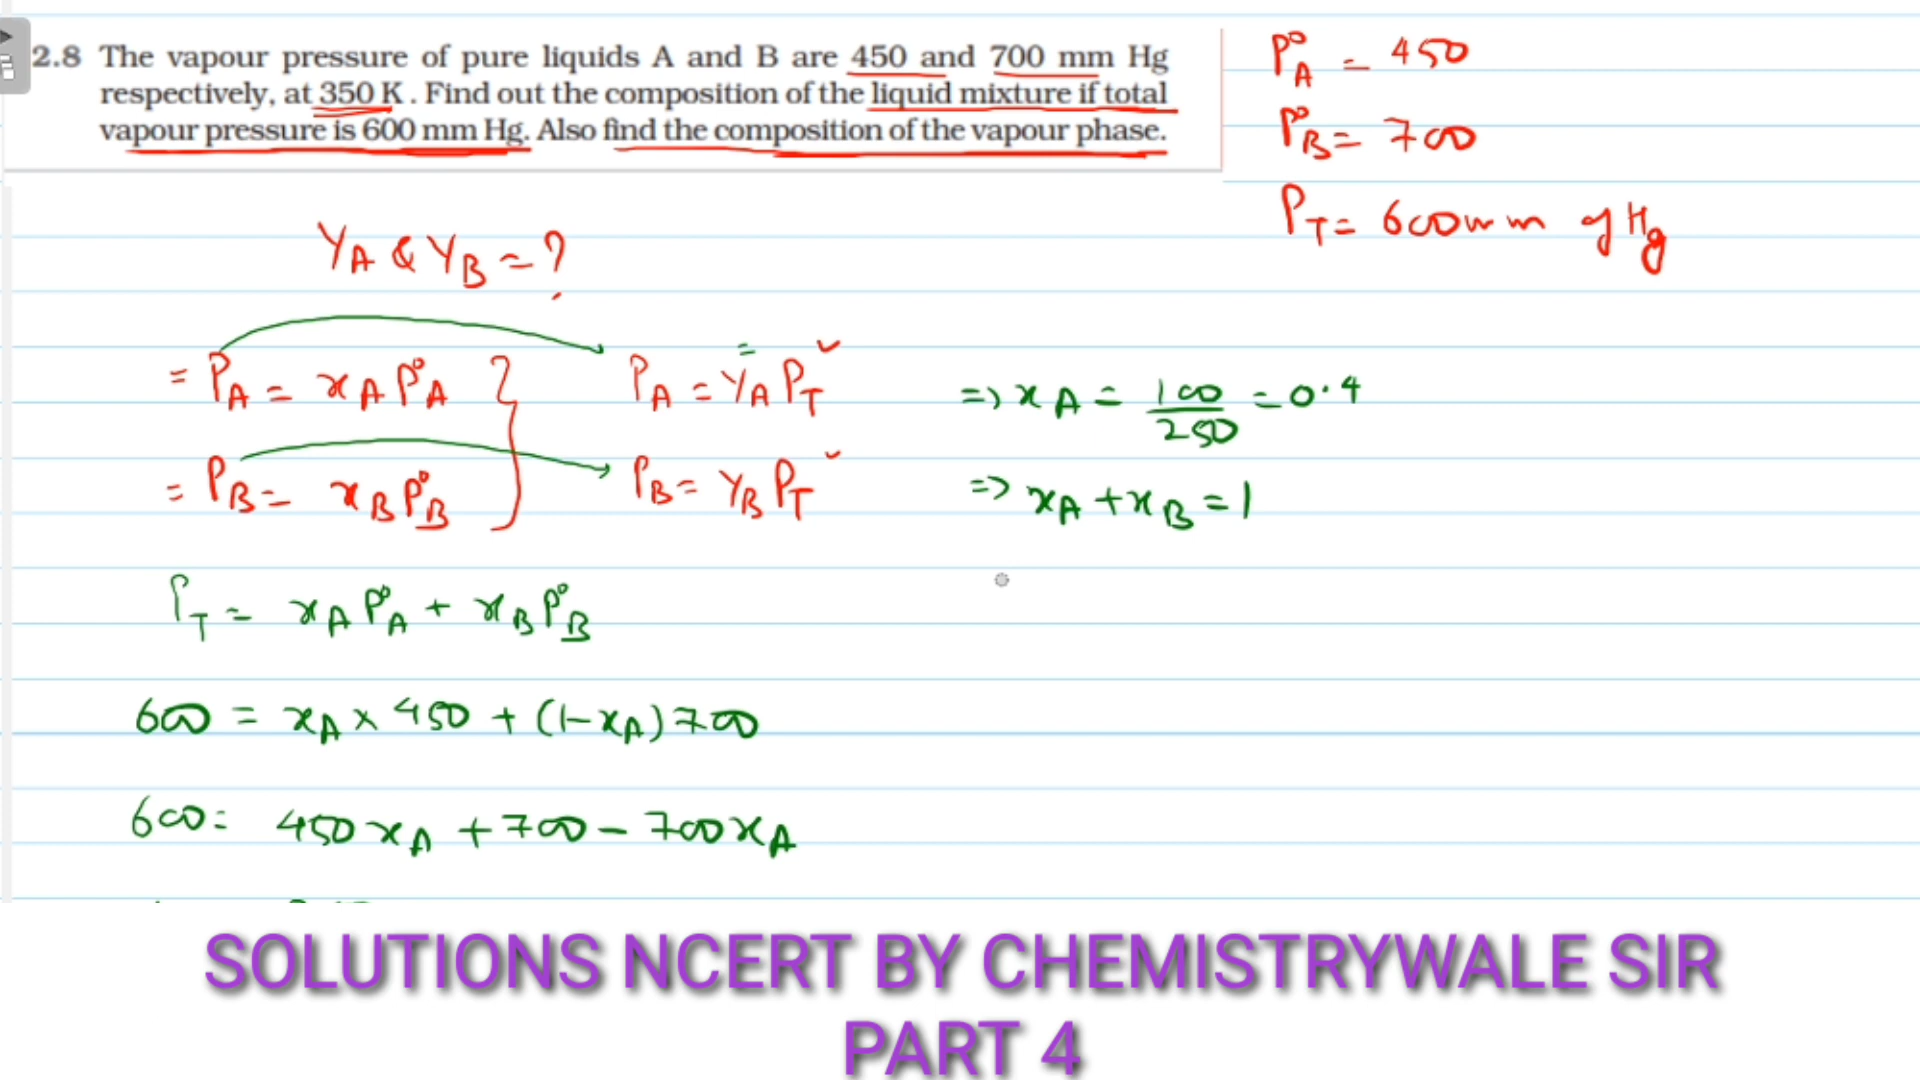 2.8 The vapour pressure of pure liquids A and B are 450 and 700 mm Hg
respectively, at 350 K . Find out the composition of the liquid mixture if total
vapour pressure is 600 mm Hg. Also find the composition of the vapour phase.
P°A = 450
P°B = 700
PT = 600mm of Hg
YA & YB = ?
= PA = xA P°A } PA = YA PT
= PB = xB P°B PB = YB PT
PT = xA P°A + xB P°B
600 = xA × 450 + (1-xA) 700
600 = 450 xA + 700 - 700 xA
=> xA = 100/250 = 0.4
=> xA + xB = 1
SOLUTIONS NCERT BY CHEMISTRYWALE SIR
PART 4